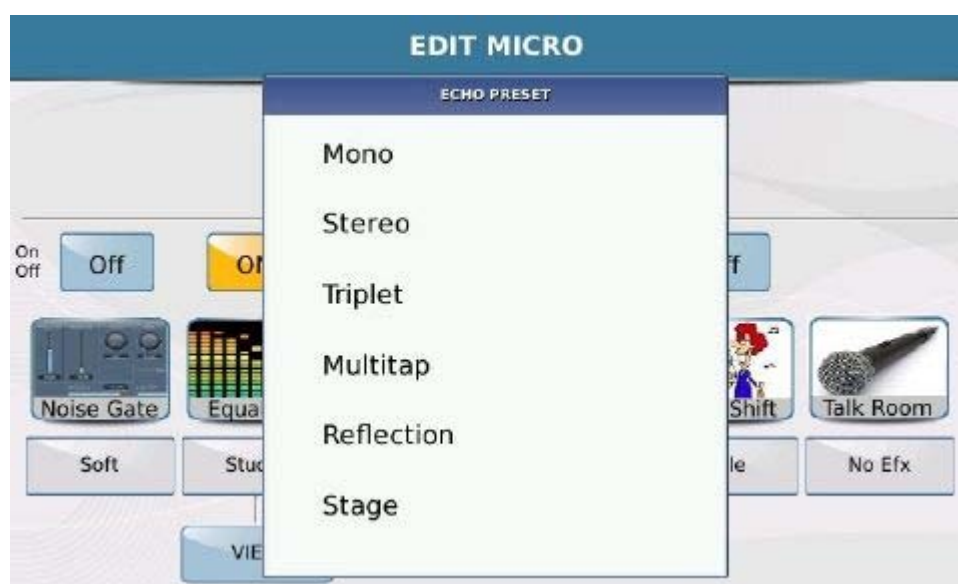 EDIT MICRO
ECHO PRESET
Mono
Stereo
Triplet
Multitap
Reflection
Stage
On
Off
Off
Noise Gate
Shift
Talk Room
Soft
No Efx